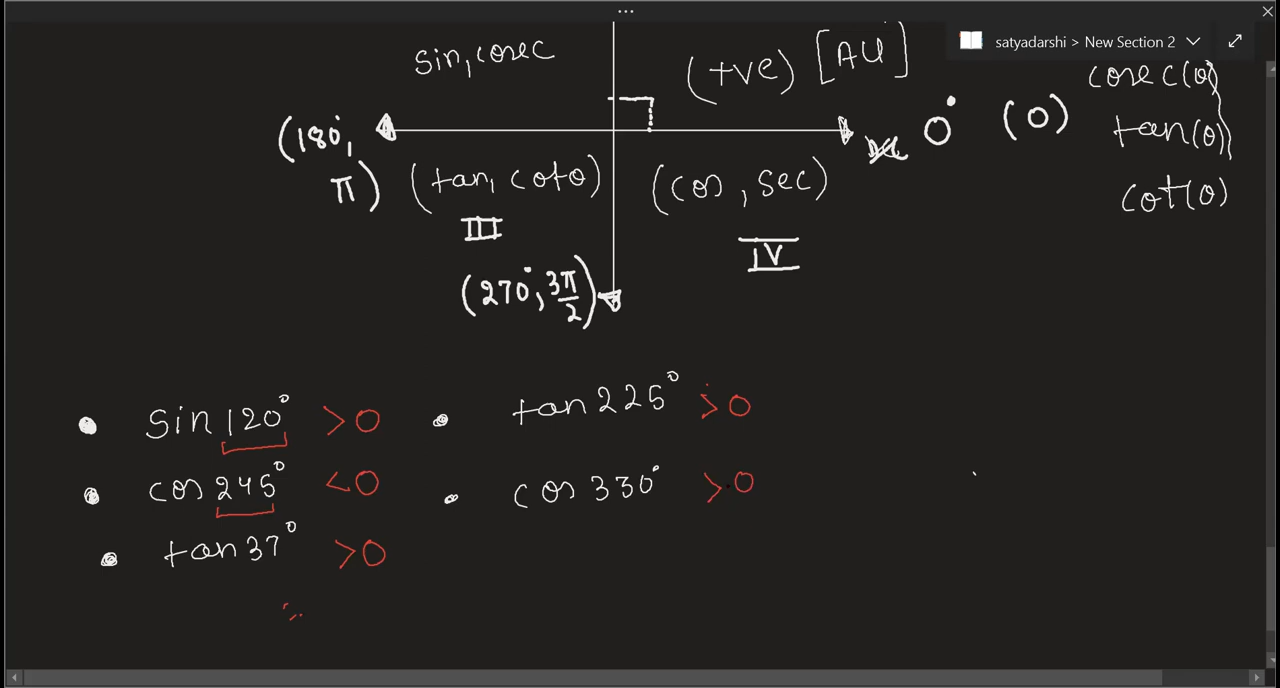 satyadarshi > New Section 2
sin, cosec
(+ve) [All]
cosec(θ)
tan(θ)
cot(θ)
(180°,
π)
0° (0)
(tan, cotθ)
(cos, sec)
III
IV
(270°, 3π/2)
• sin 120° >0 • tan 225° >0
• cos 245° <0 • cos 330° >0
• tan 37° >0